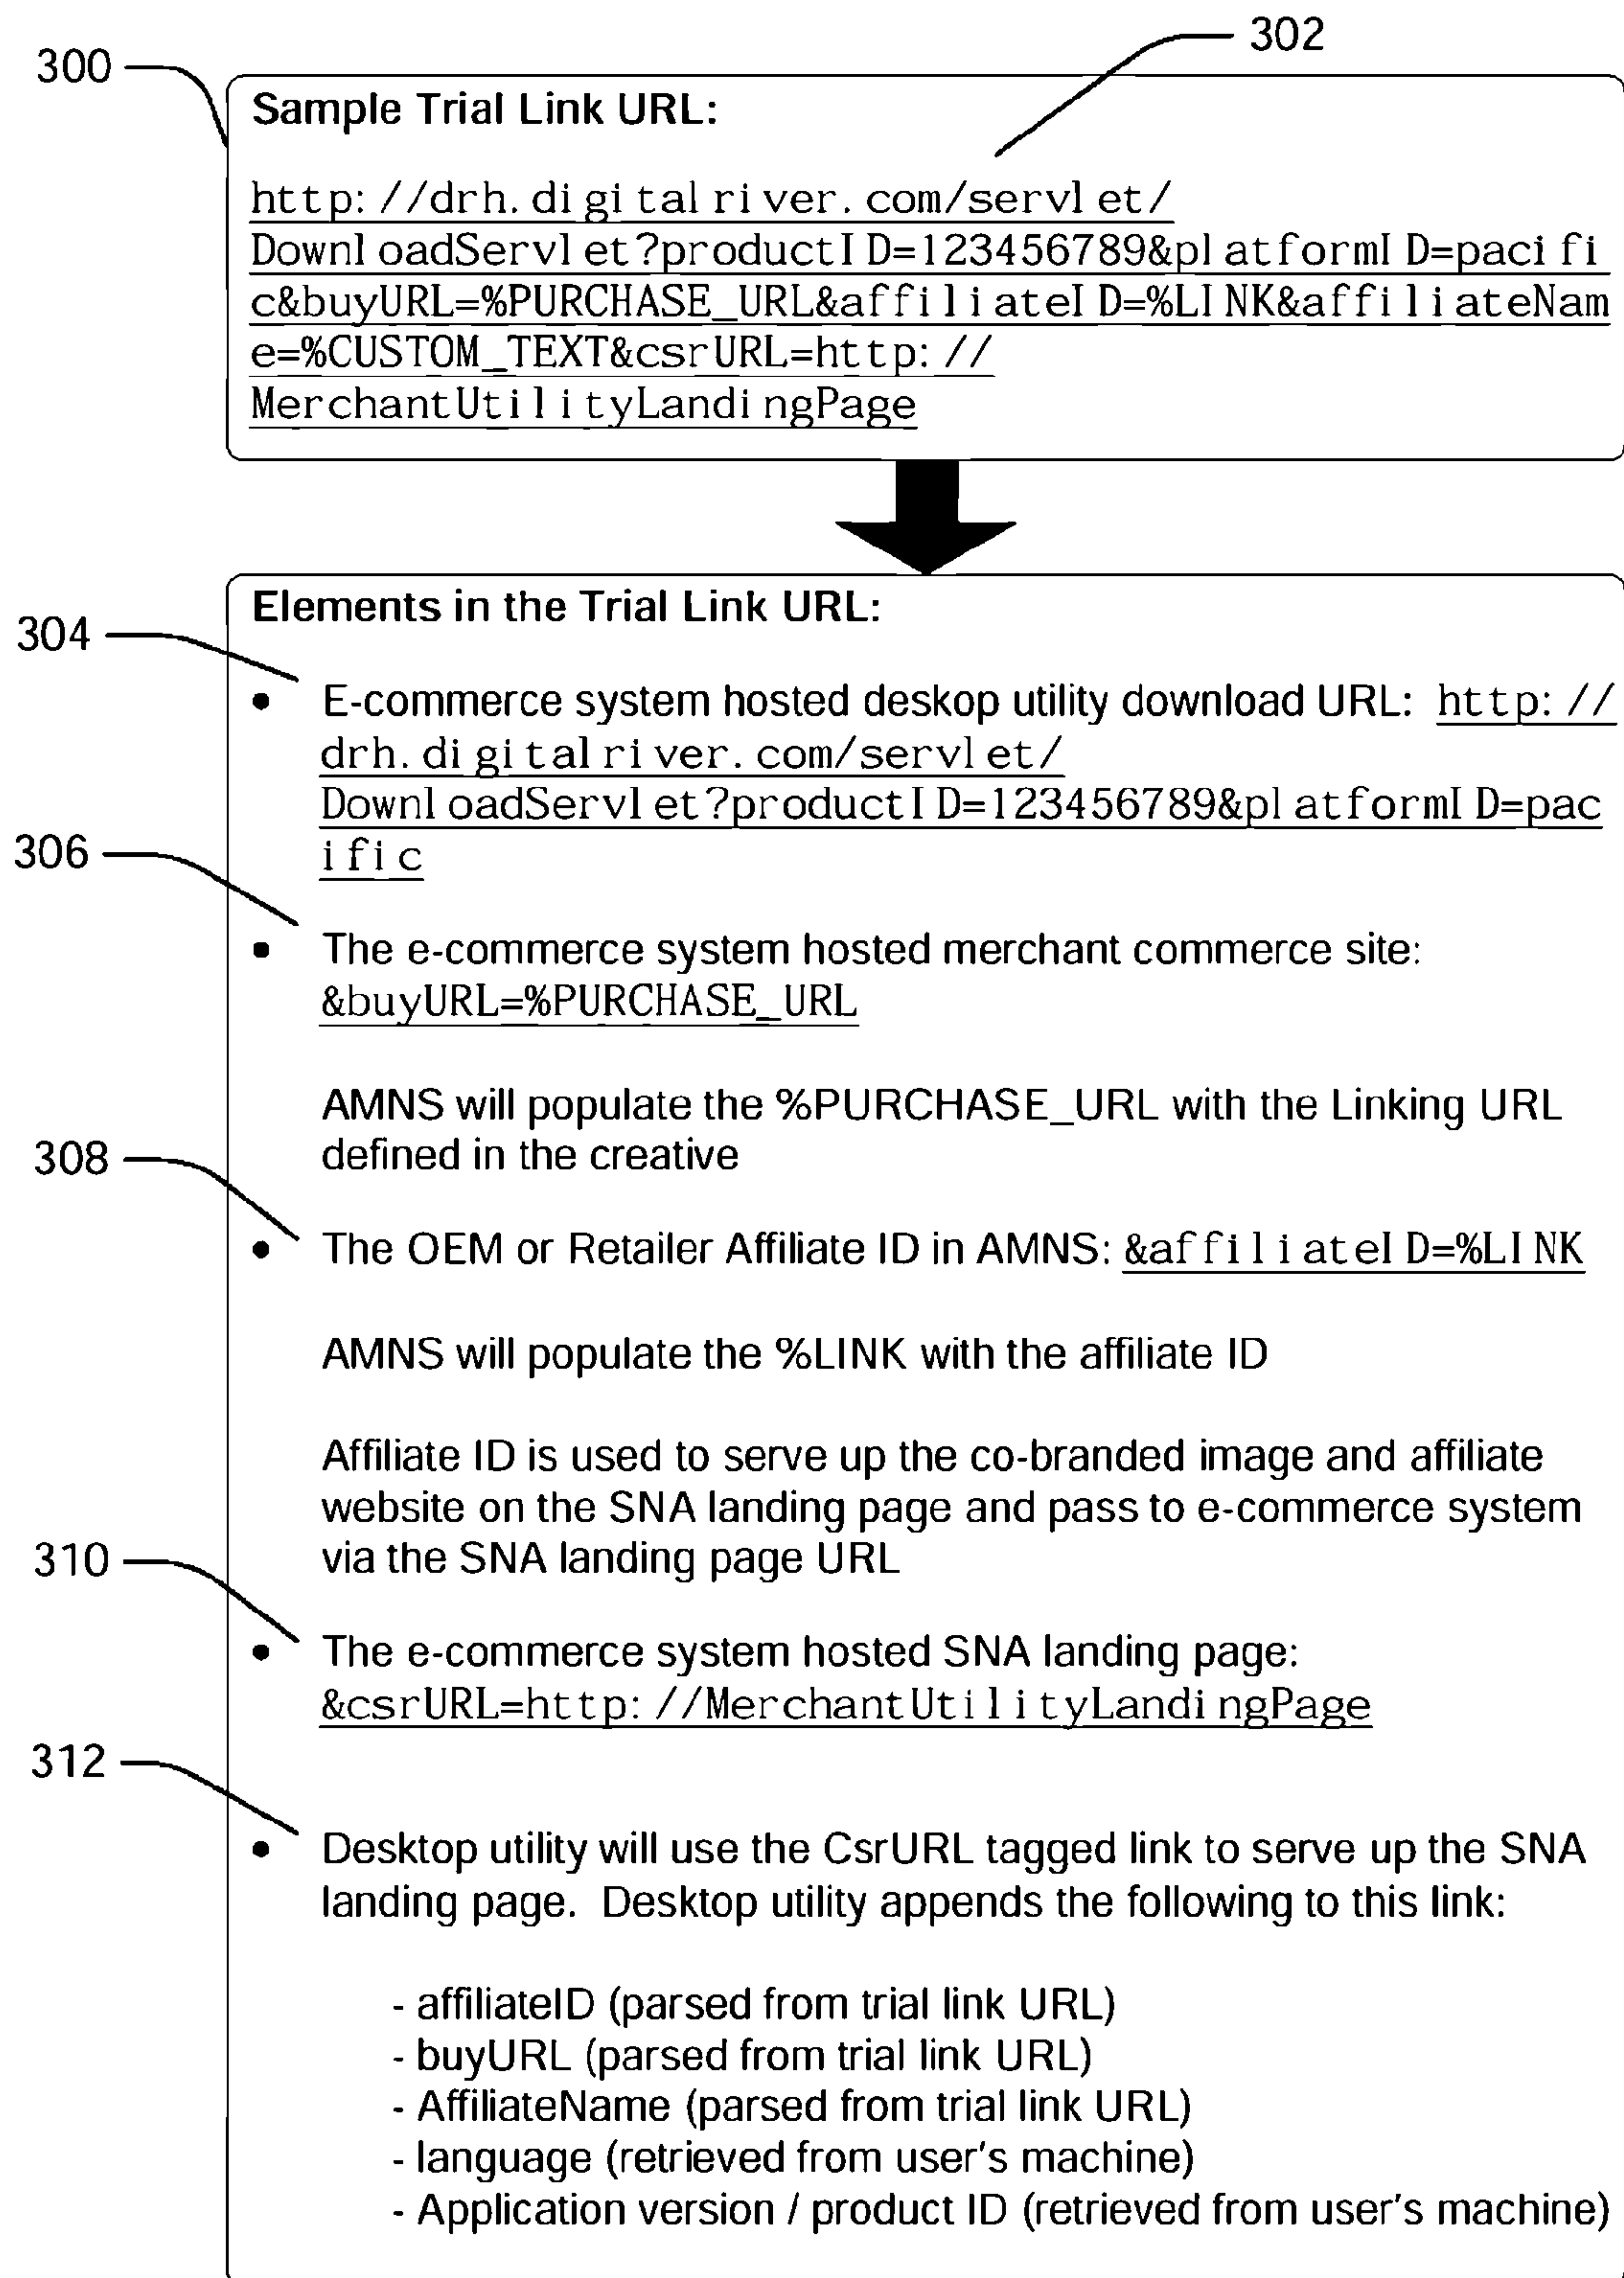 302
300
Sample Trial Link URL:
http://drh.digitalriver.com/servlet/
DownloadServlet?productID=123456789&platformID=pacifi
c&buyURL=%PURCHASE_URL&affiliateID=%LINK&affiliateNam
e=%CUSTOM_TEXT&csrURL=http://
MerchantUtilityLandingPage
Elements in the Trial Link URL:
304
• E-commerce system hosted deskop utility download URL: http://
drh.digitalriver.com/servlet/
DownloadServlet?productID=123456789&platformID=pac
ific
306
• The e-commerce system hosted merchant commerce site:
&buyURL=%PURCHASE_URL
AMNS will populate the %PURCHASE_URL with the Linking URL
defined in the creative
308
• The OEM or Retailer Affiliate ID in AMNS: &affiliateID=%LINK
AMNS will populate the %LINK with the affiliate ID
Affiliate ID is used to serve up the co-branded image and affiliate
website on the SNA landing page and pass to e-commerce system
via the SNA landing page URL
310
• The e-commerce system hosted SNA landing page:
&csrURL=http://MerchantUtilityLandingPage
312
• Desktop utility will use the CsrURL tagged link to serve up the SNA
landing page. Desktop utility appends the following to this link:
- affiliateID (parsed from trial link URL)
- buyURL (parsed from trial link URL)
- AffiliateName (parsed from trial link URL)
- language (retrieved from user's machine)
- Application version / product ID (retrieved from user's machine)